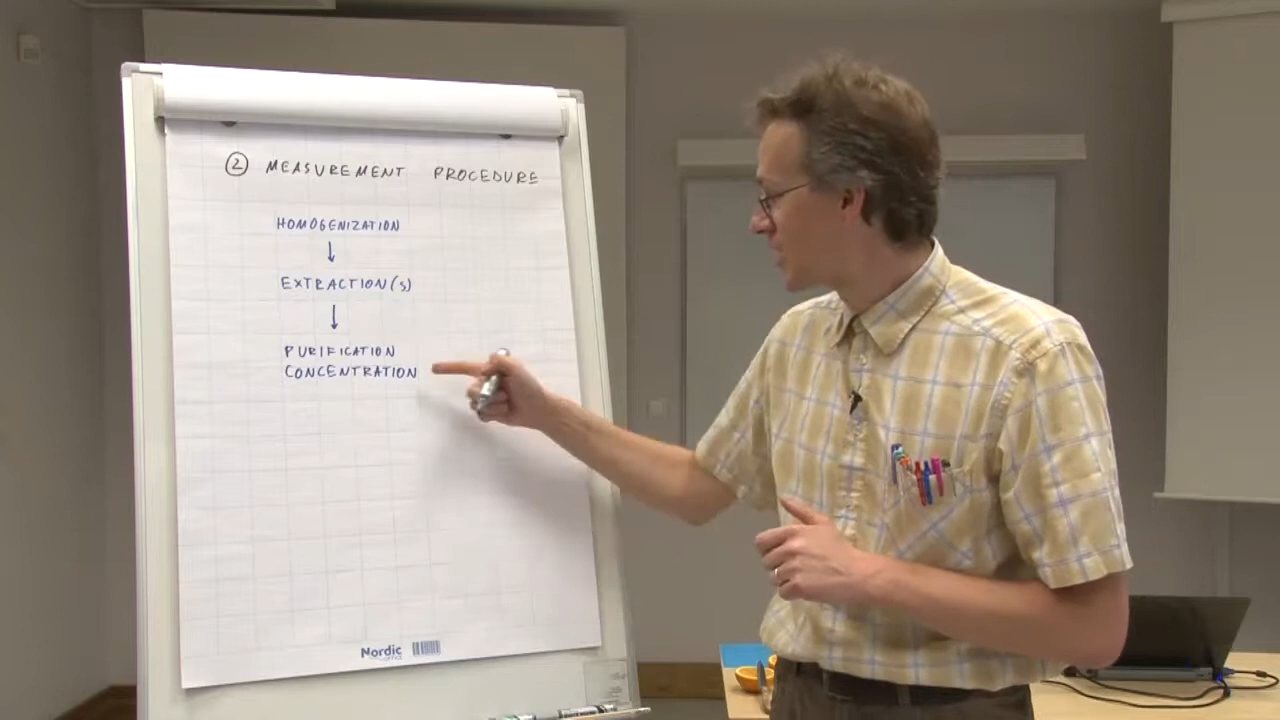 ② MEASUREMENT PROCEDURE
HOMOGENIZATION
↓
EXTRACTION(S)
↓
PURIFICATION
CONCENTRATION
Nordic